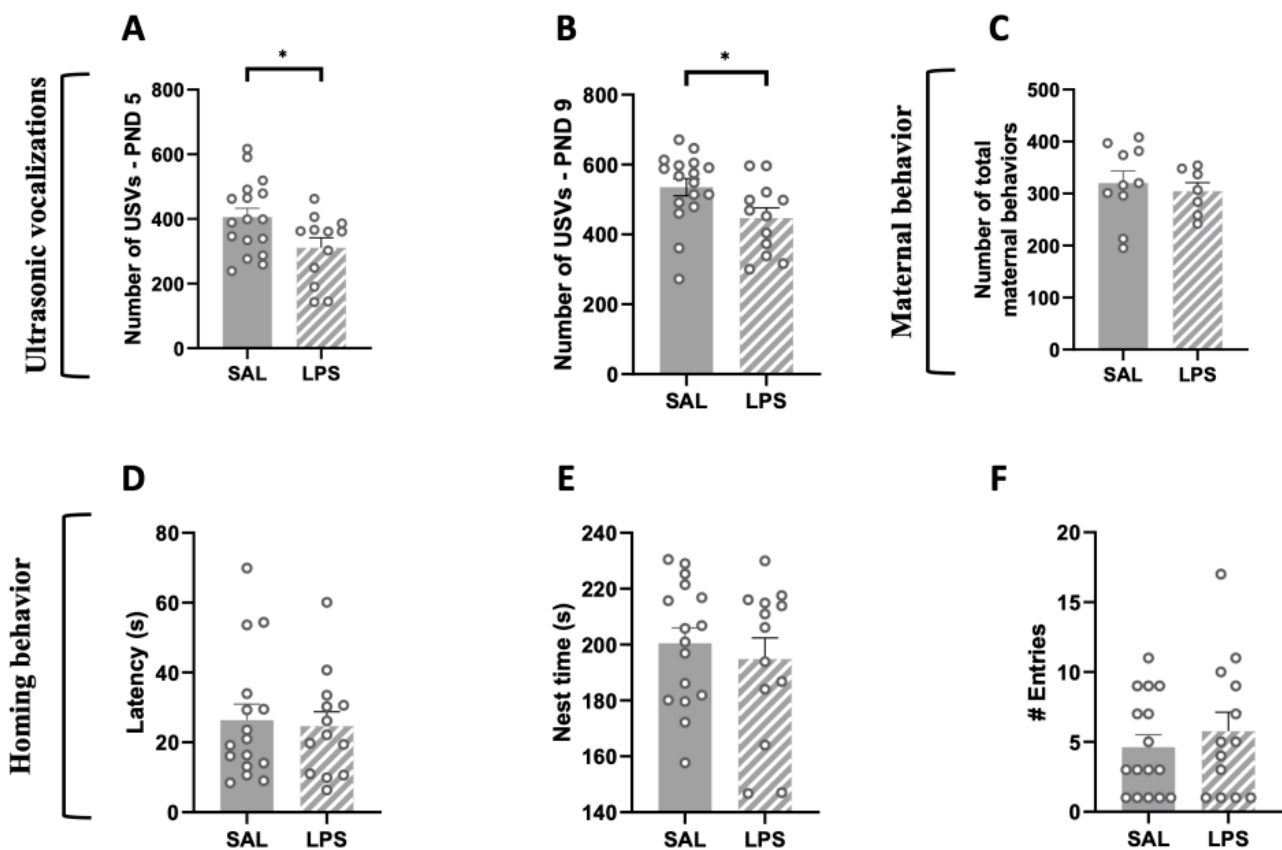 A
B
C
Ultrasonic vocalizations
Number of USVs - PND 5
800
600
400
200
0
*
SAL
LPS
Number of USVs - PND 9
800
600
400
200
0
*
SAL
LPS
Maternal behavior
Number of total
maternal behaviors
500
400
300
200
100
0
SAL
LPS
D
E
F
Homing behavior
Latency (s)
80
60
40
20
0
SAL
LPS
Nest time (s)
240
220
200
180
160
140
SAL
LPS
# Entries
20
15
10
5
0
SAL
LPS